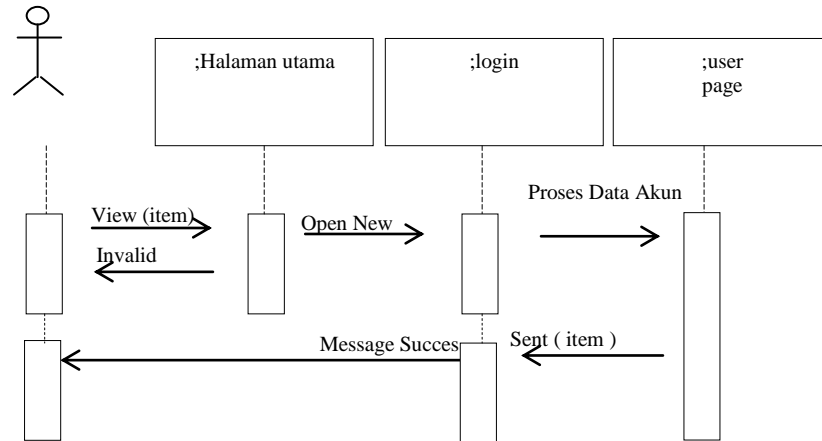 ;Halaman utama
;login
;user
page
View (item)
Open New
Proses Data Akun
Invalid
Message Succes
Sent ( item )